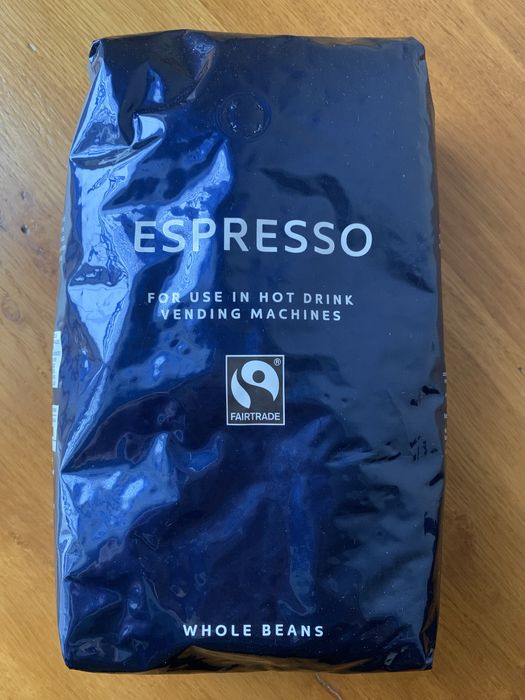 ESPRESSO
FOR USE IN HOT DRINK
VENDING MACHINES
®
FAIRTRADE
WHOLE BEANS